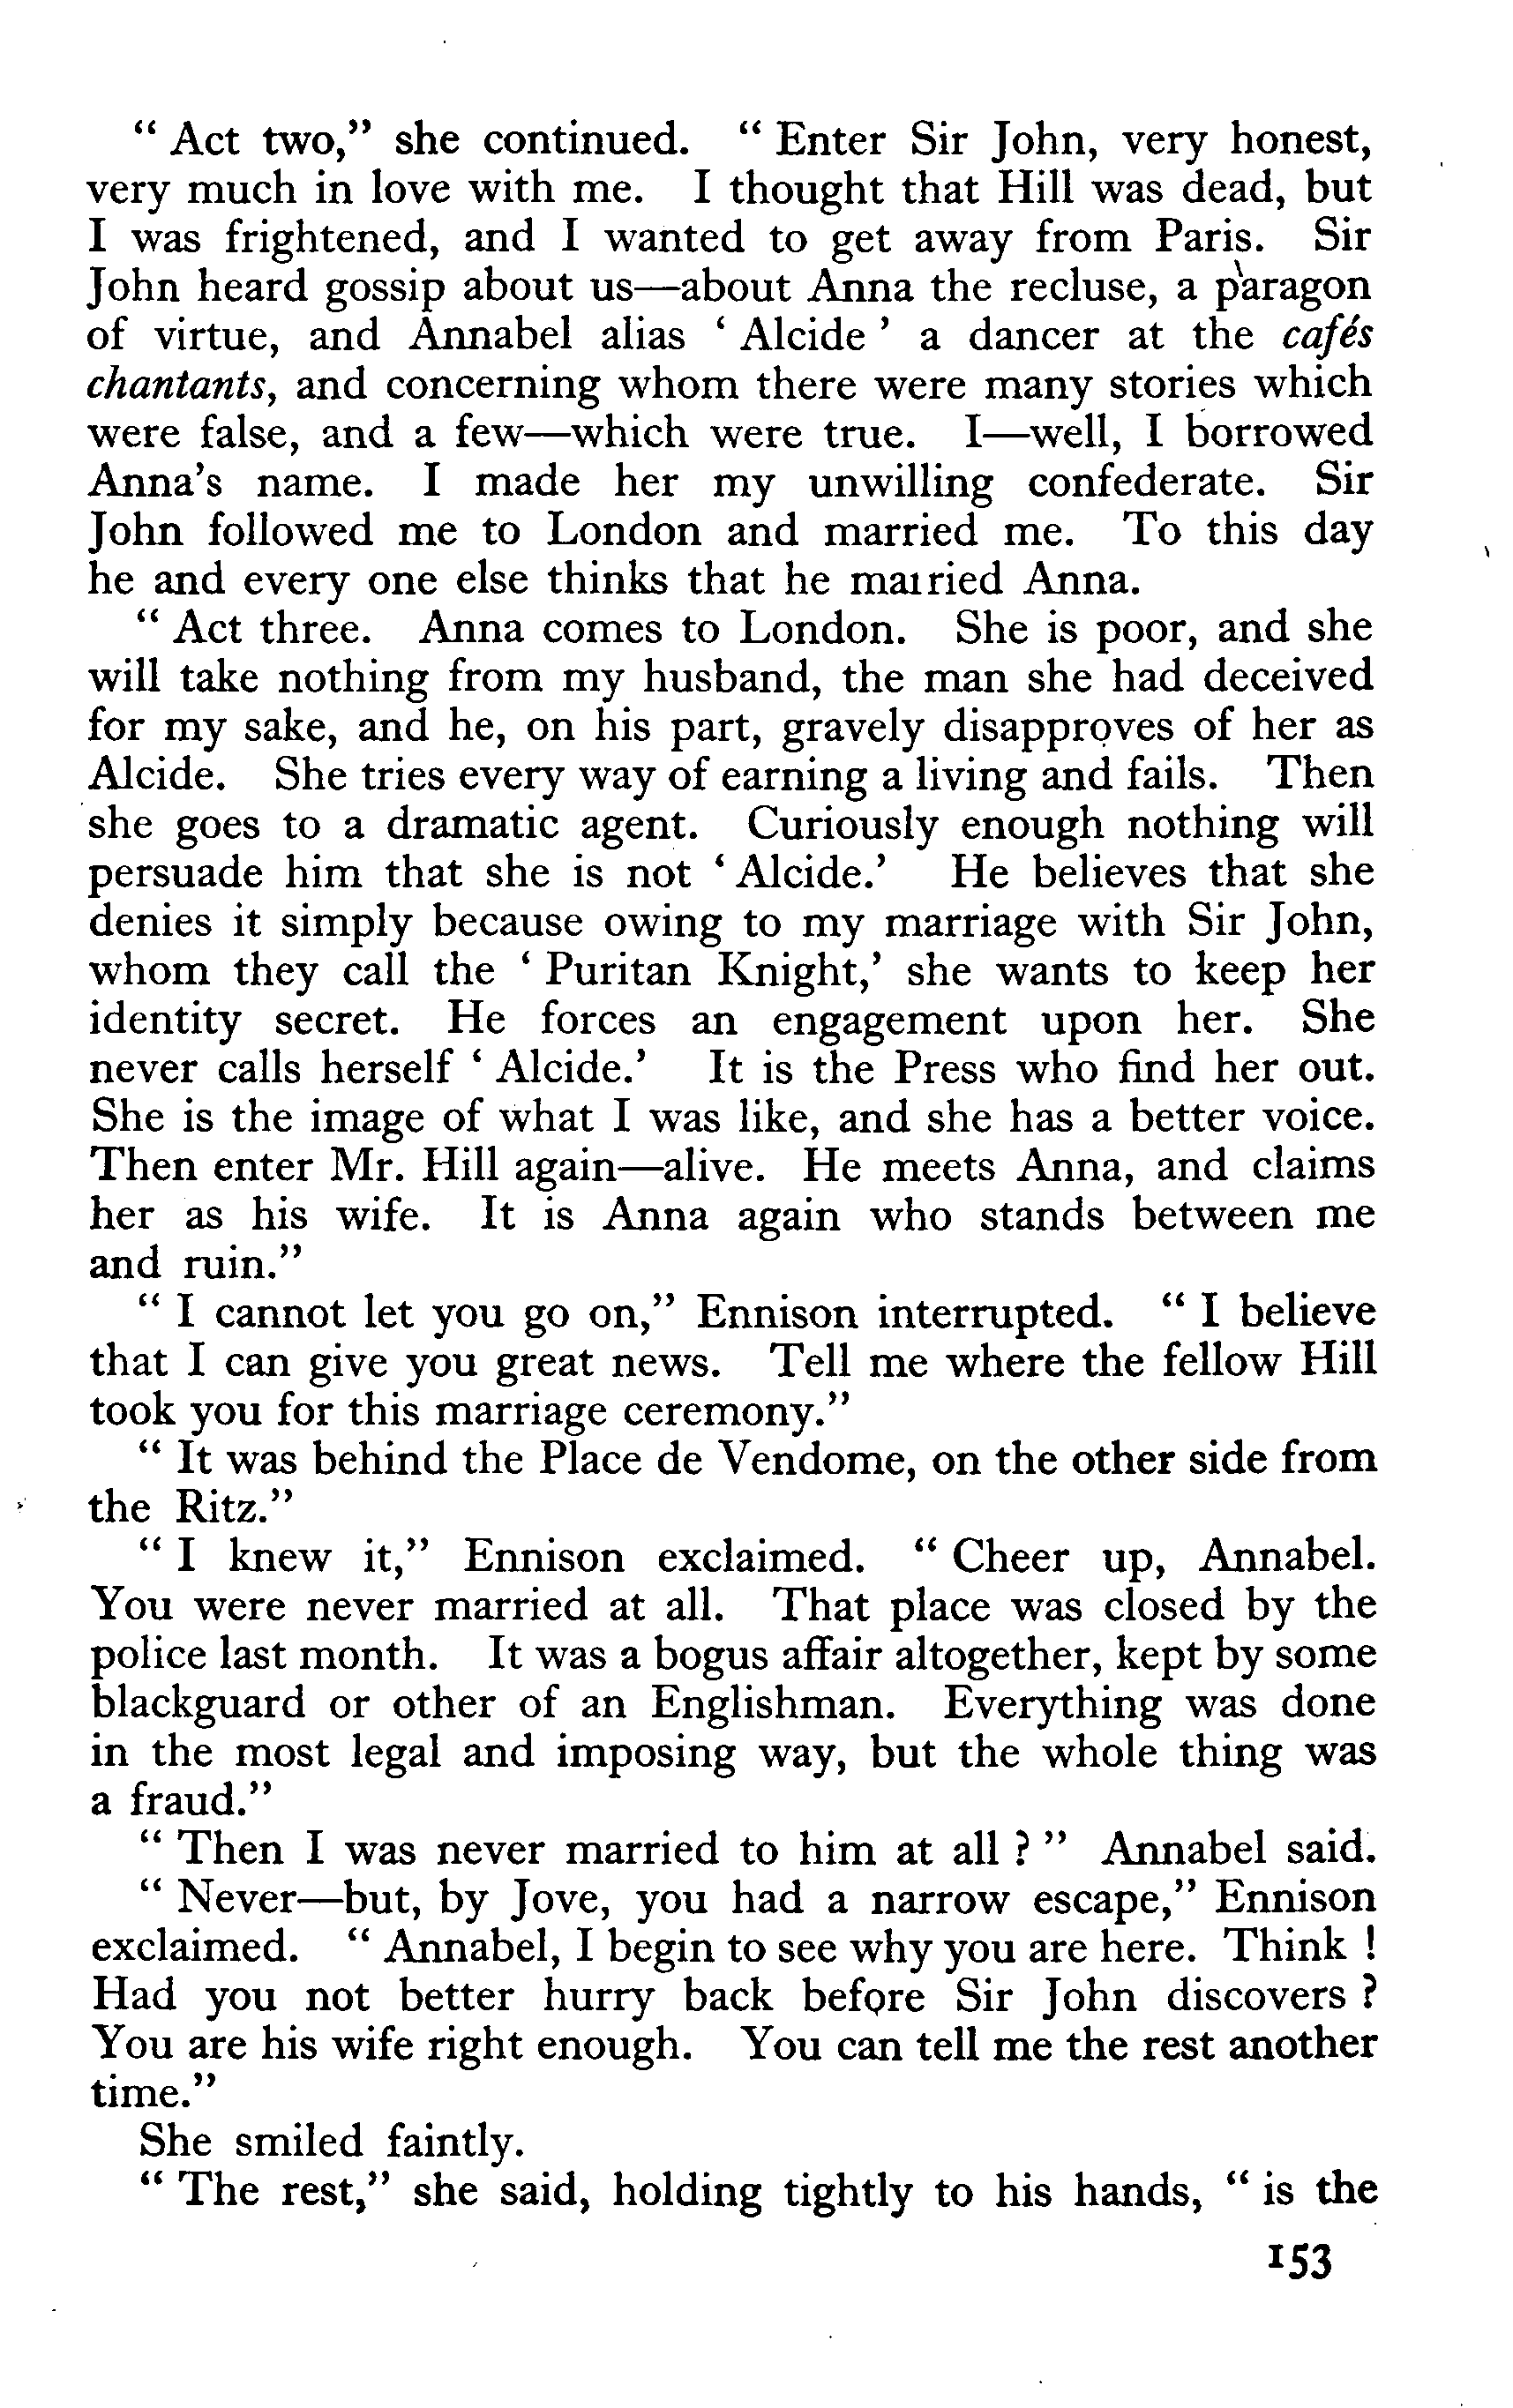 “ Act two,” she continued. “ Enter Sir John, very honest,
very much in love with me. I thought that Hill was dead, but
I was frightened, and I wanted to get away from Paris. Sir
John heard gossip about us—about Anna the recluse, a paragon
of virtue, and Annabel alias ‘ Alcide ’ a dancer at the cafés
chantants, and concerning whom there were many stories which
were false, and a few—which were true. I—well, I borrowed
Anna’s name. I made her my unwilling confederate. Sir
John followed me to London and married me. To this day
he and every one else thinks that he married Anna.
“ Act three. Anna comes to London. She is poor, and she
will take nothing from my husband, the man she had deceived
for my sake, and he, on his part, gravely disapproves of her as
Alcide. She tries every way of earning a living and fails. Then
she goes to a dramatic agent. Curiously enough nothing will
persuade him that she is not ‘ Alcide.’ He believes that she
denies it simply because owing to my marriage with Sir John,
whom they call the ‘ Puritan Knight,’ she wants to keep her
identity secret. He forces an engagement upon her. She
never calls herself ‘ Alcide.’ It is the Press who find her out.
She is the image of what I was like, and she has a better voice.
Then enter Mr. Hill again—alive. He meets Anna, and claims
her as his wife. It is Anna again who stands between me
and ruin.”
“ I cannot let you go on,” Ennison interrupted. “ I believe
that I can give you great news. Tell me where the fellow Hill
took you for this marriage ceremony.”
“ It was behind the Place de Vendome, on the other side from
the Ritz.”
“ I knew it,” Ennison exclaimed. “ Cheer up, Annabel.
You were never married at all. That place was closed by the
police last month. It was a bogus affair altogether, kept by some
blackguard or other of an Englishman. Everything was done
in the most legal and imposing way, but the whole thing was
a fraud.”
“ Then I was never married to him at all ? ” Annabel said.
“ Never—but, by Jove, you had a narrow escape,” Ennison
exclaimed. “ Annabel, I begin to see why you are here. Think !
Had you not better hurry back before Sir John discovers ?
You are his wife right enough. You can tell me the rest another
time.”
She smiled faintly.
“ The rest,” she said, holding tightly to his hands, “ is the
153